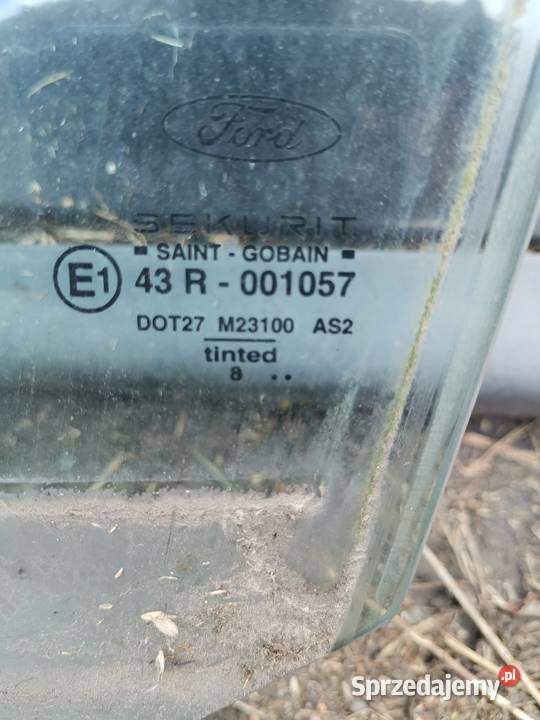 Ford
SEKURIT
SAINT - GOBAIN
E1 43 R - 001057
DOT27 M23100 AS2
tinted
8 ..
Sprzedajemy.pl